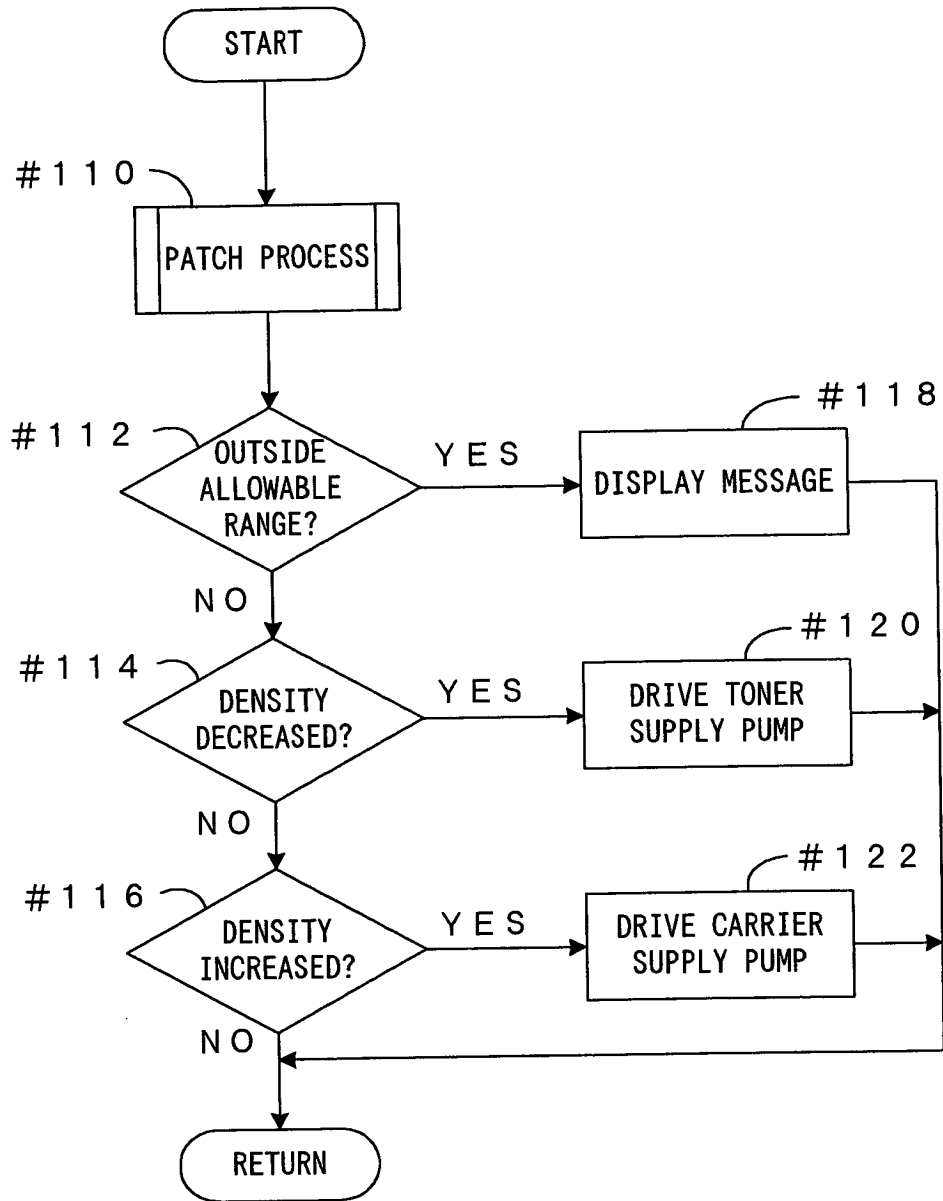 START
#110
PATCH PROCESS
#112
OUTSIDE
ALLOWABLE
RANGE?
YES
#118
DISPLAY MESSAGE
NO
#114
DENSITY
DECREASED?
YES
#120
DRIVE TONER
SUPPLY PUMP
NO
#116
DENSITY
INCREASED?
YES
#122
DRIVE CARRIER
SUPPLY PUMP
NO
RETURN